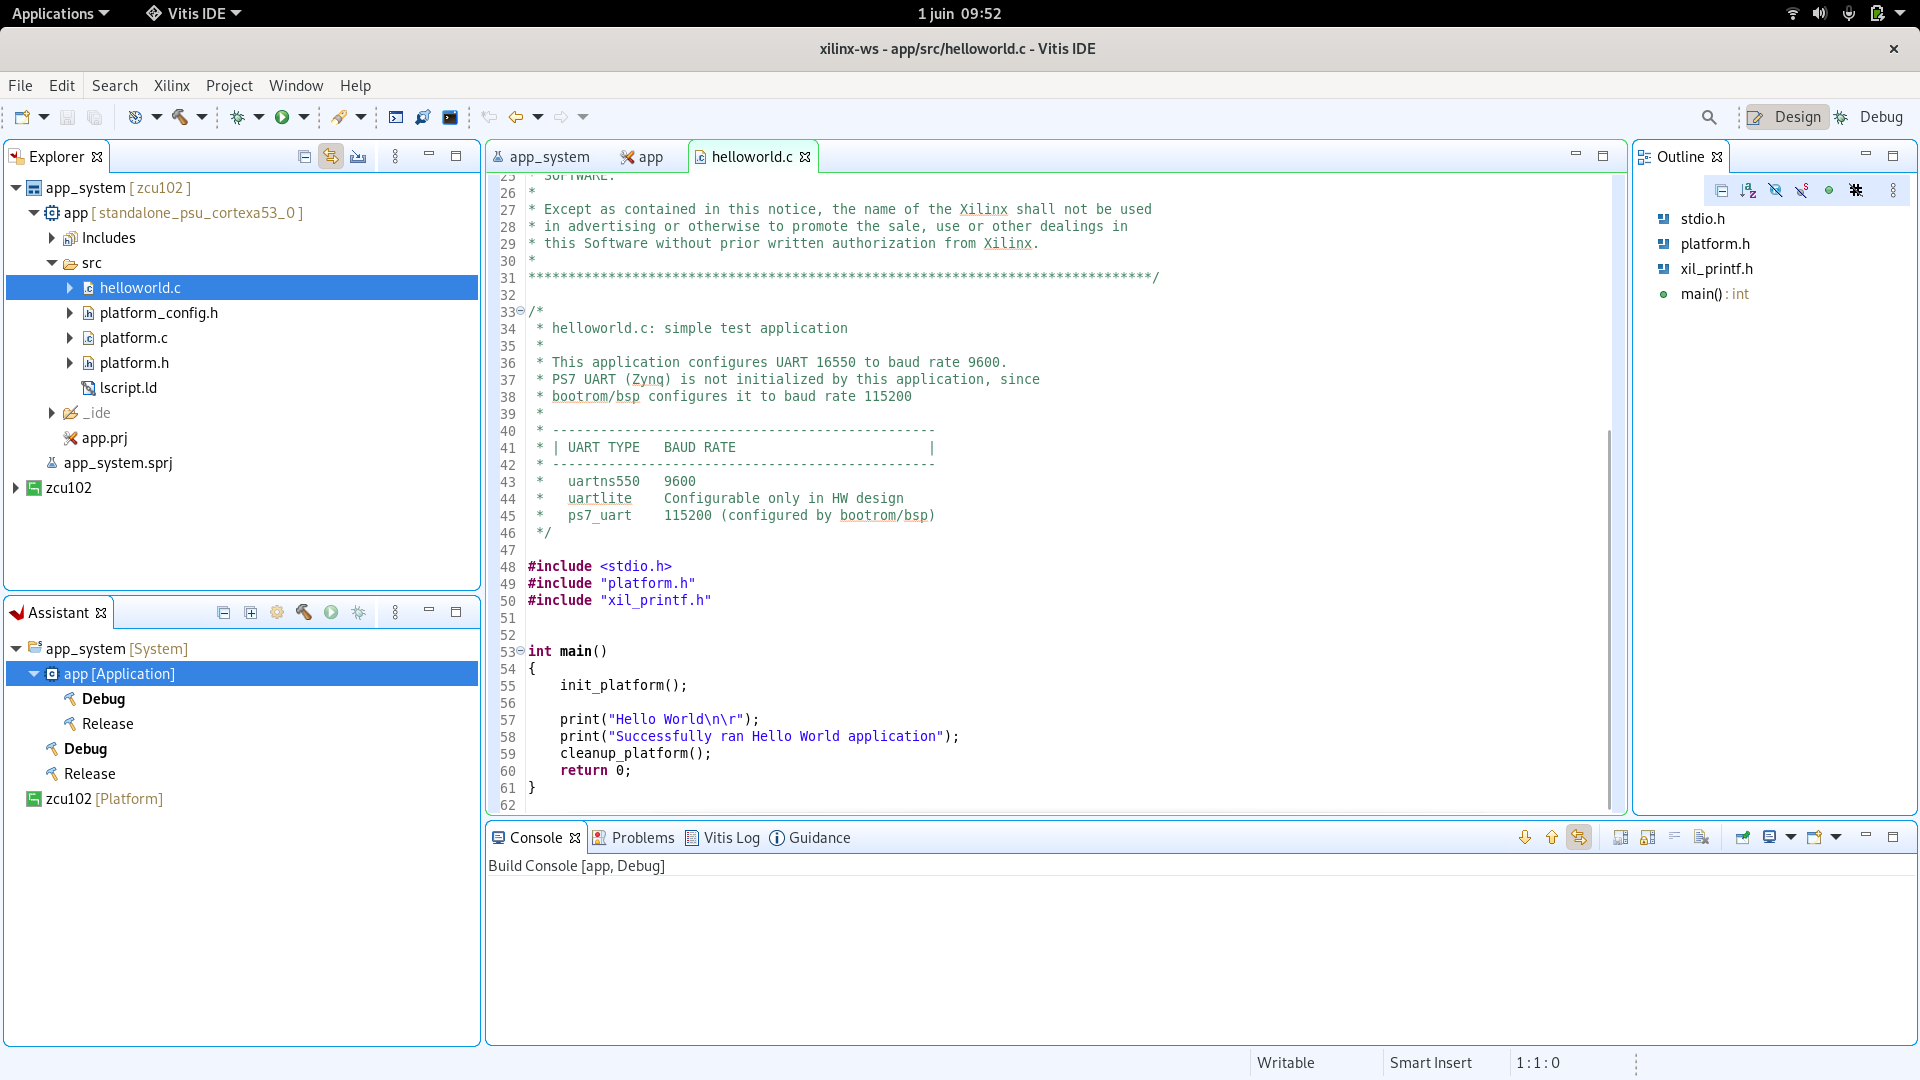 Applications
Vitis IDE
1 juin 09:52
xilinx-ws - app/src/helloworld.c - Vitis IDE
File Edit Search Xilinx Project Window Help
Design Debug
Explorer
app_system [ zcu102 ]
app [ standalone_psu_cortexa53_0 ]
Includes
src
helloworld.c
platform_config.h
platform.c
platform.h
lscript.ld
_ide
app.prj
app_system.sprj
zcu102
Assistant
app_system [System]
app [Application]
Debug
Release
Debug
Release
zcu102 [Platform]
app_system app helloworld.c
25 * SOFTWARE.
26 *
27 * Except as contained in this notice, the name of the Xilinx shall not be used
28 * in advertising or otherwise to promote the sale, use or other dealings in
29 * this Software without prior written authorization from Xilinx.
30 *
31 ******************************************************************************/
32
33 /*
34  * helloworld.c: simple test application
35  *
36  * This application configures UART 16550 to baud rate 9600.
37  * PS7 UART (Zynq) is not initialized by this application, since
38  * bootrom/bsp configures it to baud rate 115200
39  *
40  * ------------------------------------------------
41  * | UART TYPE   BAUD RATE                        |
42  * ------------------------------------------------
43  *   uartns550   9600
44  *   uartlite    Configurable only in HW design
45  *   ps7_uart    115200 (configured by bootrom/bsp)
46  */
47
48 #include <stdio.h>
49 #include "platform.h"
50 #include "xil_printf.h"
51
52
53 int main()
54 {
55     init_platform();
56
57     print("Hello World\n\r");
58     print("Successfully ran Hello World application");
59     cleanup_platform();
60     return 0;
61 }
62
Outline
stdio.h
platform.h
xil_printf.h
main() : int
Console Problems Vitis Log Guidance
Build Console [app, Debug]
Writable Smart Insert 1 : 1 : 0